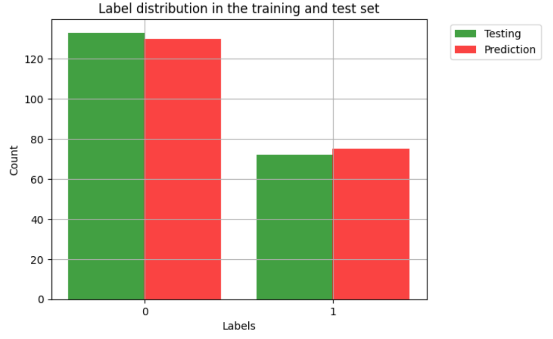 Label distribution in the training and test set
Testing
Prediction
120
100
80
60
40
20
0
Count
0
1
Labels